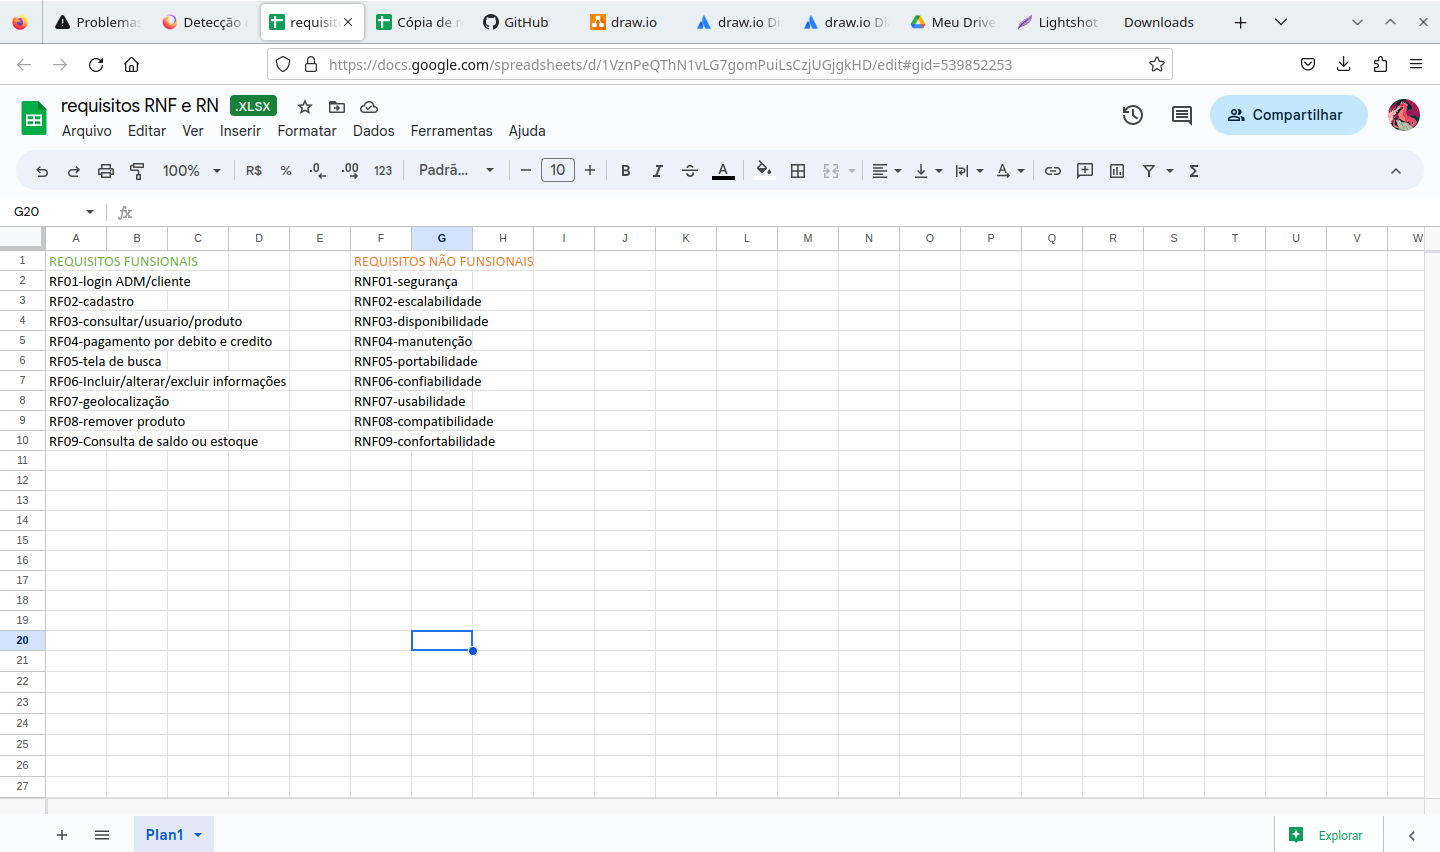 Problemas
Detecção
requisit
Cópia de r
GitHub
draw.io
draw.io Di
draw.io Di
Meu Drive
Lightshot
Downloads
https://docs.google.com/spreadsheets/d/1VznPeQThN1vLG7gomPuiLsCzjUGjgkHD/edit#gid=539852253
requisitos RNF e RN .XLSX
Arquivo Editar Ver Inserir Formatar Dados Ferramentas Ajuda
Compartilhar
100% R$ % .0 .00 123 Padrã... 10 B I S A Σ
G20 fx
A B C D E F G H I J K L M N O P Q R S T U V W
1 REQUISITOS FUNSIONAIS REQUISITOS NÃO FUNSIONAIS
2 RF01-login ADM/cliente RNF01-segurança
3 RF02-cadastro RNF02-escalabilidade
4 RF03-consultar/usuario/produto RNF03-disponibilidade
5 RF04-pagamento por debito e credito RNF04-manutenção
6 RF05-tela de busca RNF05-portabilidade
7 RF06-Incluir/alterar/excluir informações RNF06-confiabilidade
8 RF07-geolocalização RNF07-usabilidade
9 RF08-remover produto RNF08-compatibilidade
10 RF09-Consulta de saldo ou estoque RNF09-confortabilidade
11
12
13
14
15
16
17
18
19
20
21
22
23
24
25
26
27
Plan1
Explorar